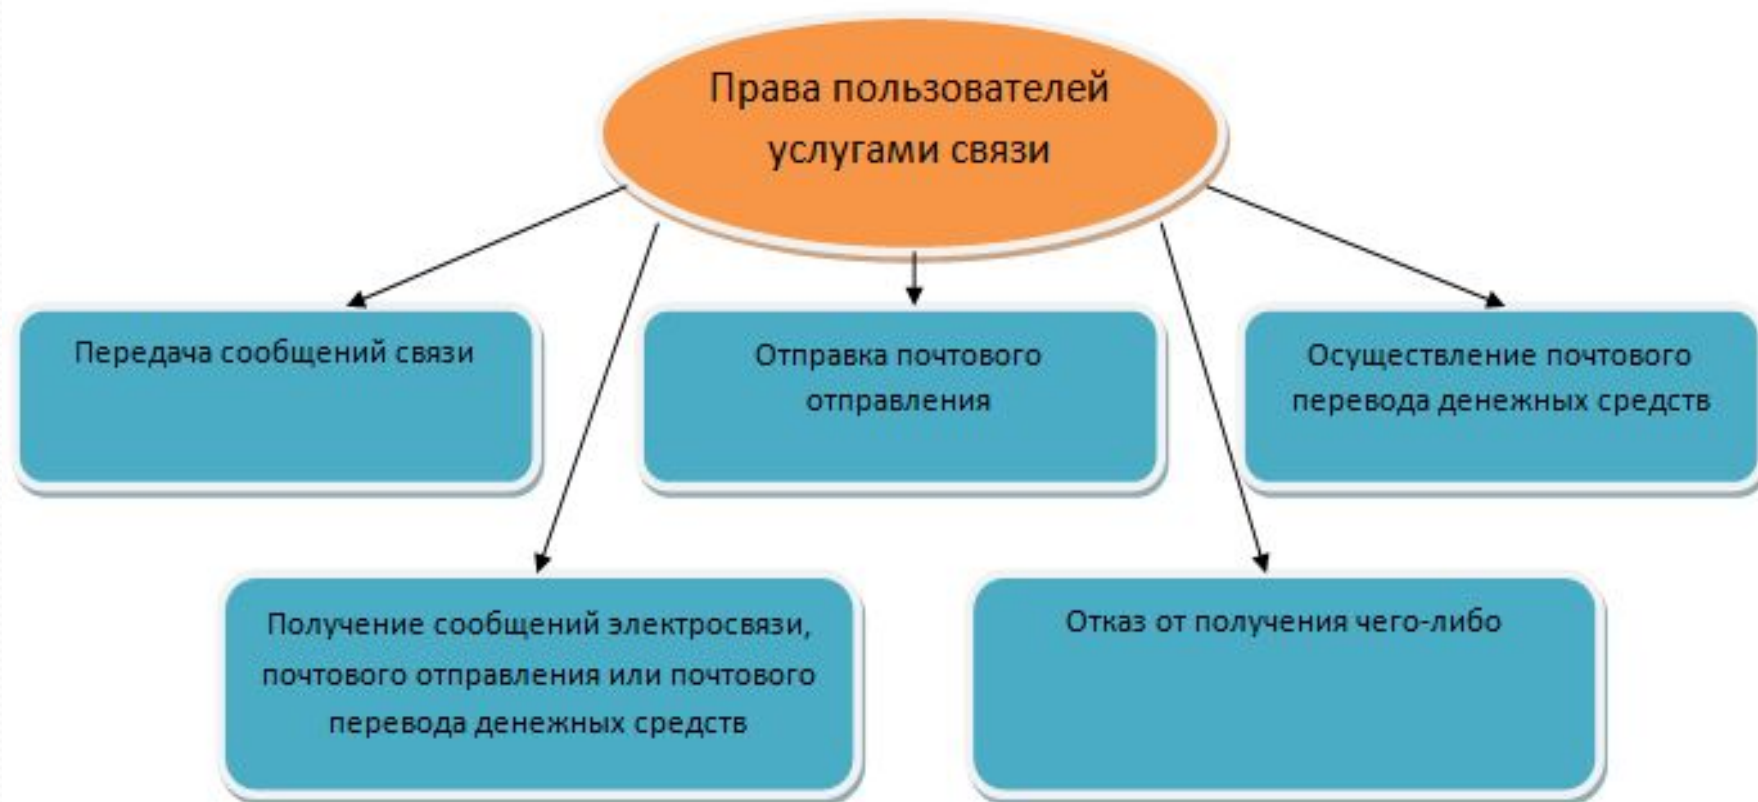 Права пользователей
услугами связи
Передача сообщений связи
Отправка почтового
отправления
Осуществление почтового
перевода денежных средств
Получение сообщений электросвязи,
почтового отправления или почтового
перевода денежных средств
Отказ от получения чего-либо